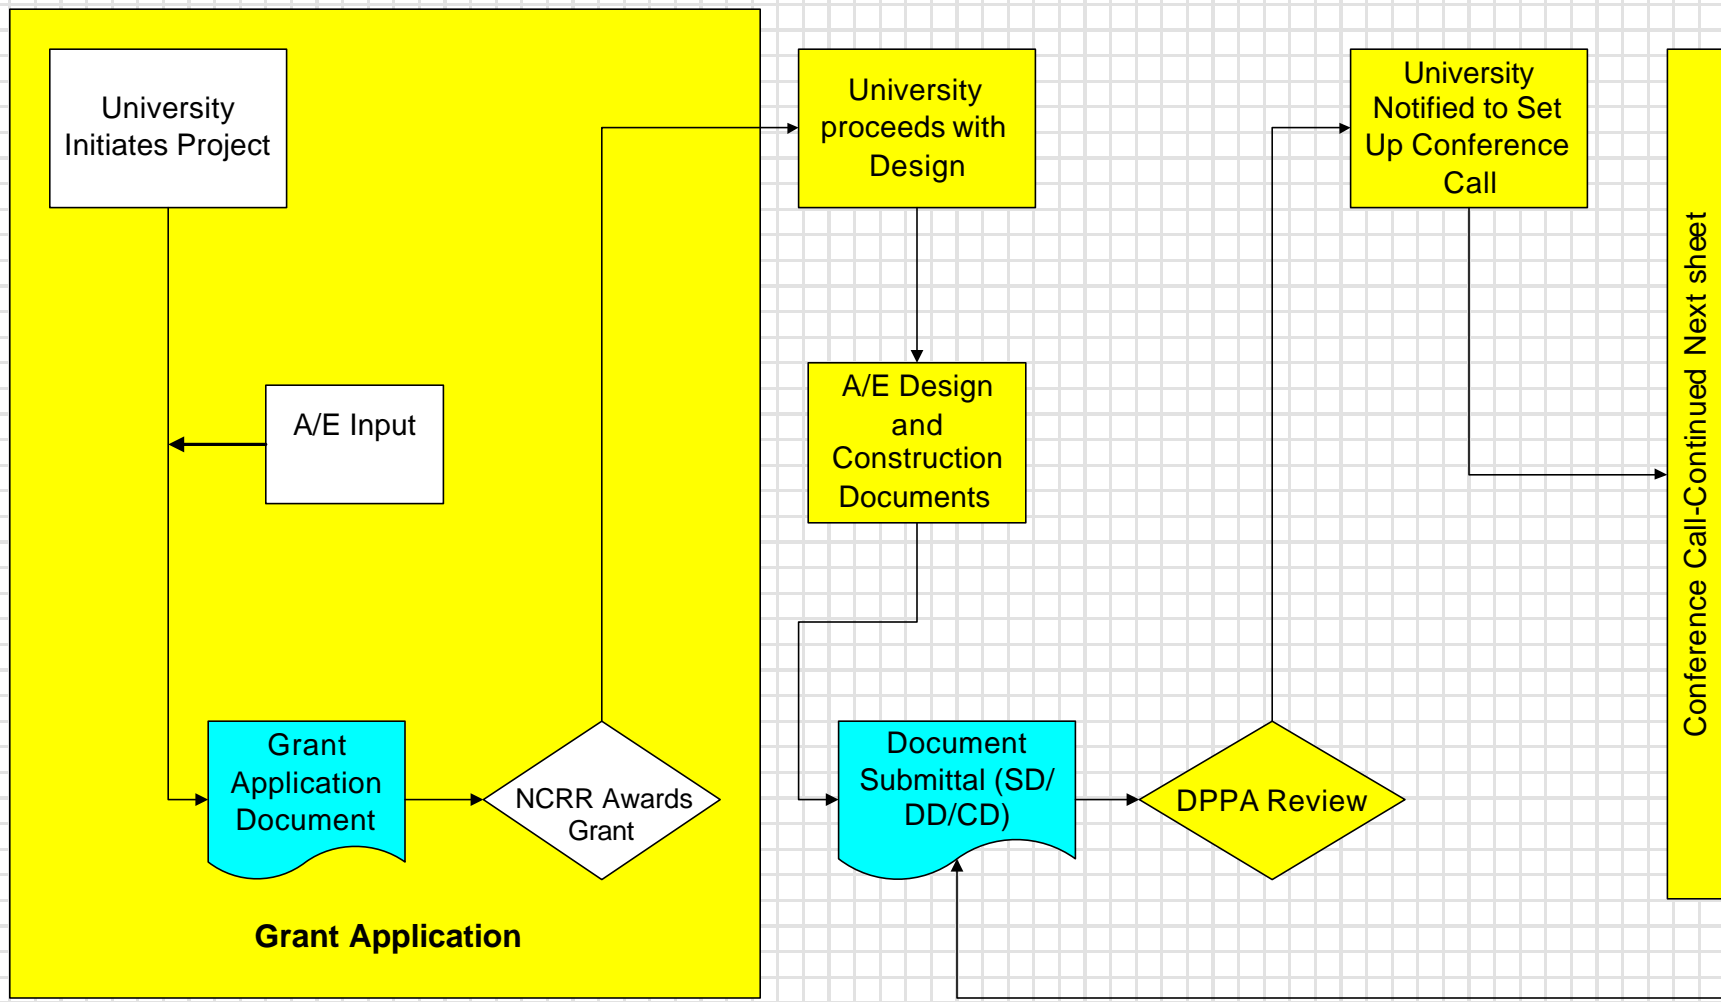 University
Initiates Project
A/E Input
Grant
Application
Document
NCRR Awards
Grant
Grant Application
University
proceeds with
Design
A/E Design
and
Construction
Documents
Document
Submittal (SD/
DD/CD)
DPPA Review
University
Notified to Set
Up Conference
Call
Conference Call-Continued Next sheet